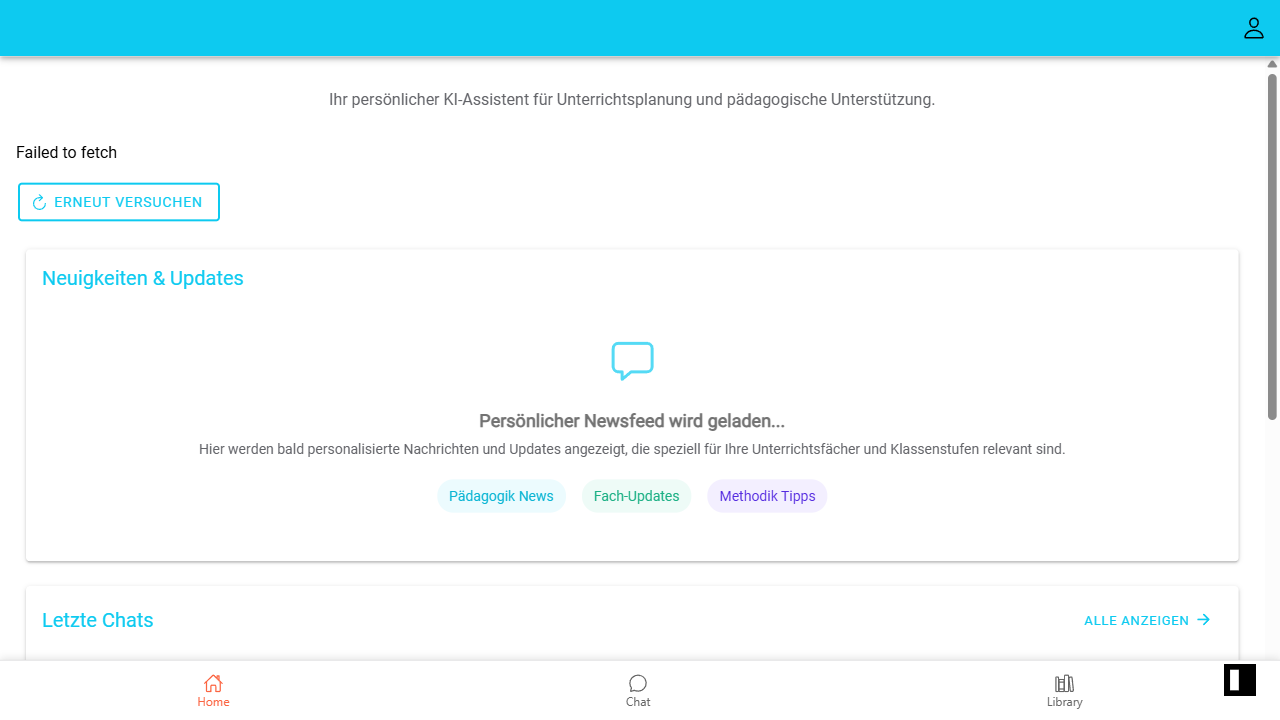 Ihr persönlicher KI-Assistent für Unterrichtsplanung und pädagogische Unterstützung.
Failed to fetch
ERNEUT VERSUCHEN
Neuigkeiten & Updates
Persönlicher Newsfeed wird geladen...
Hier werden bald personalisierte Nachrichten und Updates angezeigt, die speziell für Ihre Unterrichtsfächer und Klassenstufen relevant sind.
Pädagogik News Fach-Updates Methodik Tipps
Letzte Chats ALLE ANZEIGEN
Home Chat Library